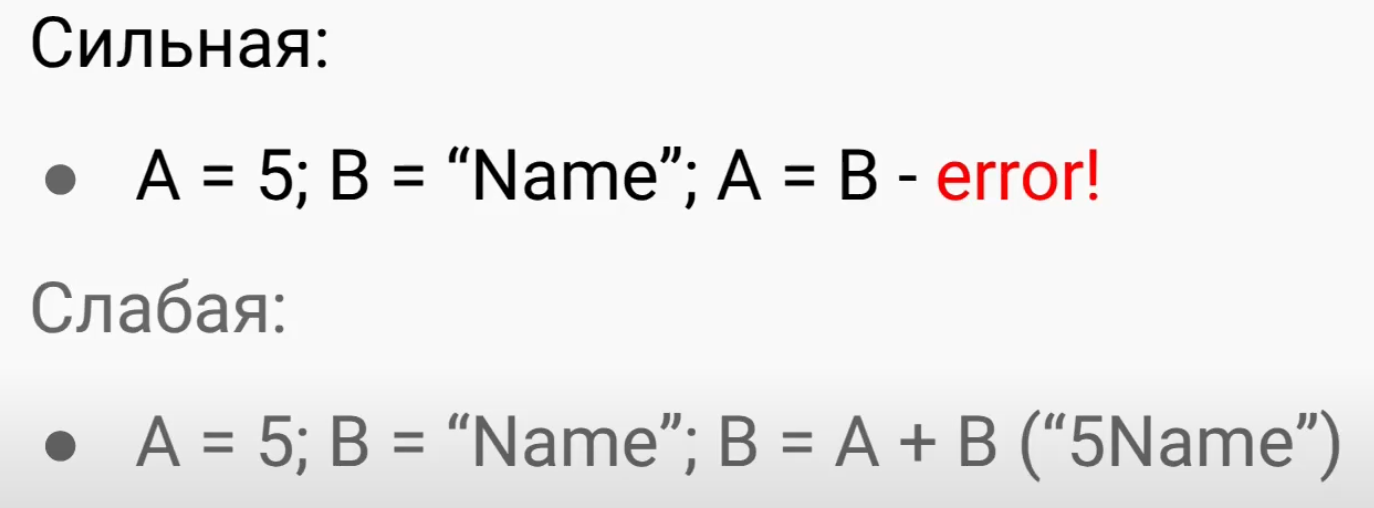 Сильная:
● A = 5; B = “Name”; A = B - error!
Слабая:
● A = 5; B = “Name”; B = A + B (“5Name”)